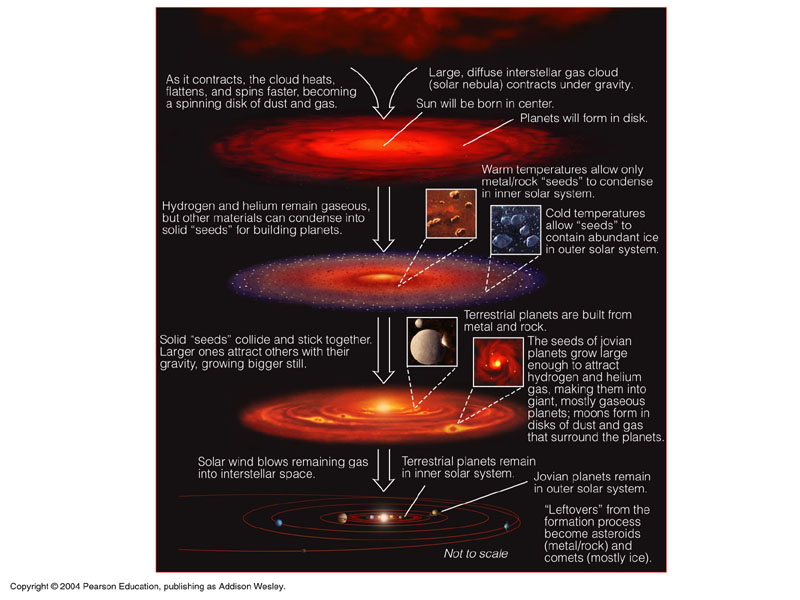 As it contracts, the cloud heats,
flattens, and spins faster, becoming
a spinning disk of dust and gas.
Large, diffuse interstellar gas cloud
(solar nebula) contracts under gravity.
Sun will be born in center.
Planets will form in disk.
Hydrogen and helium remain gaseous,
but other materials can condense into
solid “seeds” for building planets.
Warm temperatures allow only
metal/rock “seeds” to condense
in inner solar system.
Cold temperatures
allow “seeds” to
contain abundant ice
in outer solar system.
Solid “seeds” collide and stick together.
Larger ones attract others with their
gravity, growing bigger still.
Terrestrial planets are built from
metal and rock.
The seeds of jovian
planets grow large
enough to attract
hydrogen and helium
gas, making them into
giant, mostly gaseous
planets; moons form in
disks of dust and gas
that surround the planets.
Solar wind blows remaining gas
into interstellar space.
Terrestrial planets remain
in inner solar system.
Jovian planets remain
in outer solar system.
“Leftovers” from the
formation process
become asteroids
(metal/rock) and
comets (mostly ice).
Not to scale
Copyright © 2004 Pearson Education, publishing as Addison Wesley.